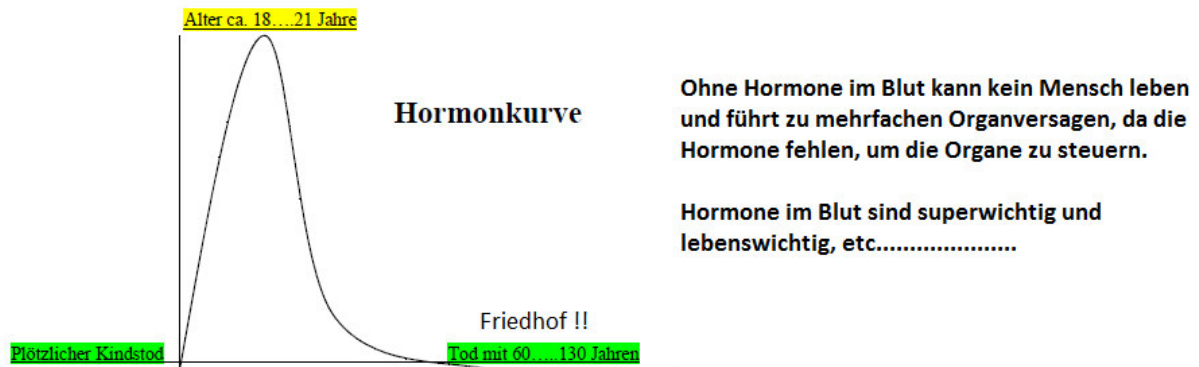 Alter ca. 18....21 Jahre
Hormonkurve
Ohne Hormone im Blut kann kein Mensch leben
und führt zu mehrfachen Organversagen, da die
Hormone fehlen, um die Organe zu steuern.
Hormone im Blut sind superwichtig und
lebenswichtig, etc.....................
Friedhof !!
Plötzlicher Kindstod
Tod mit 60.....130 Jahren